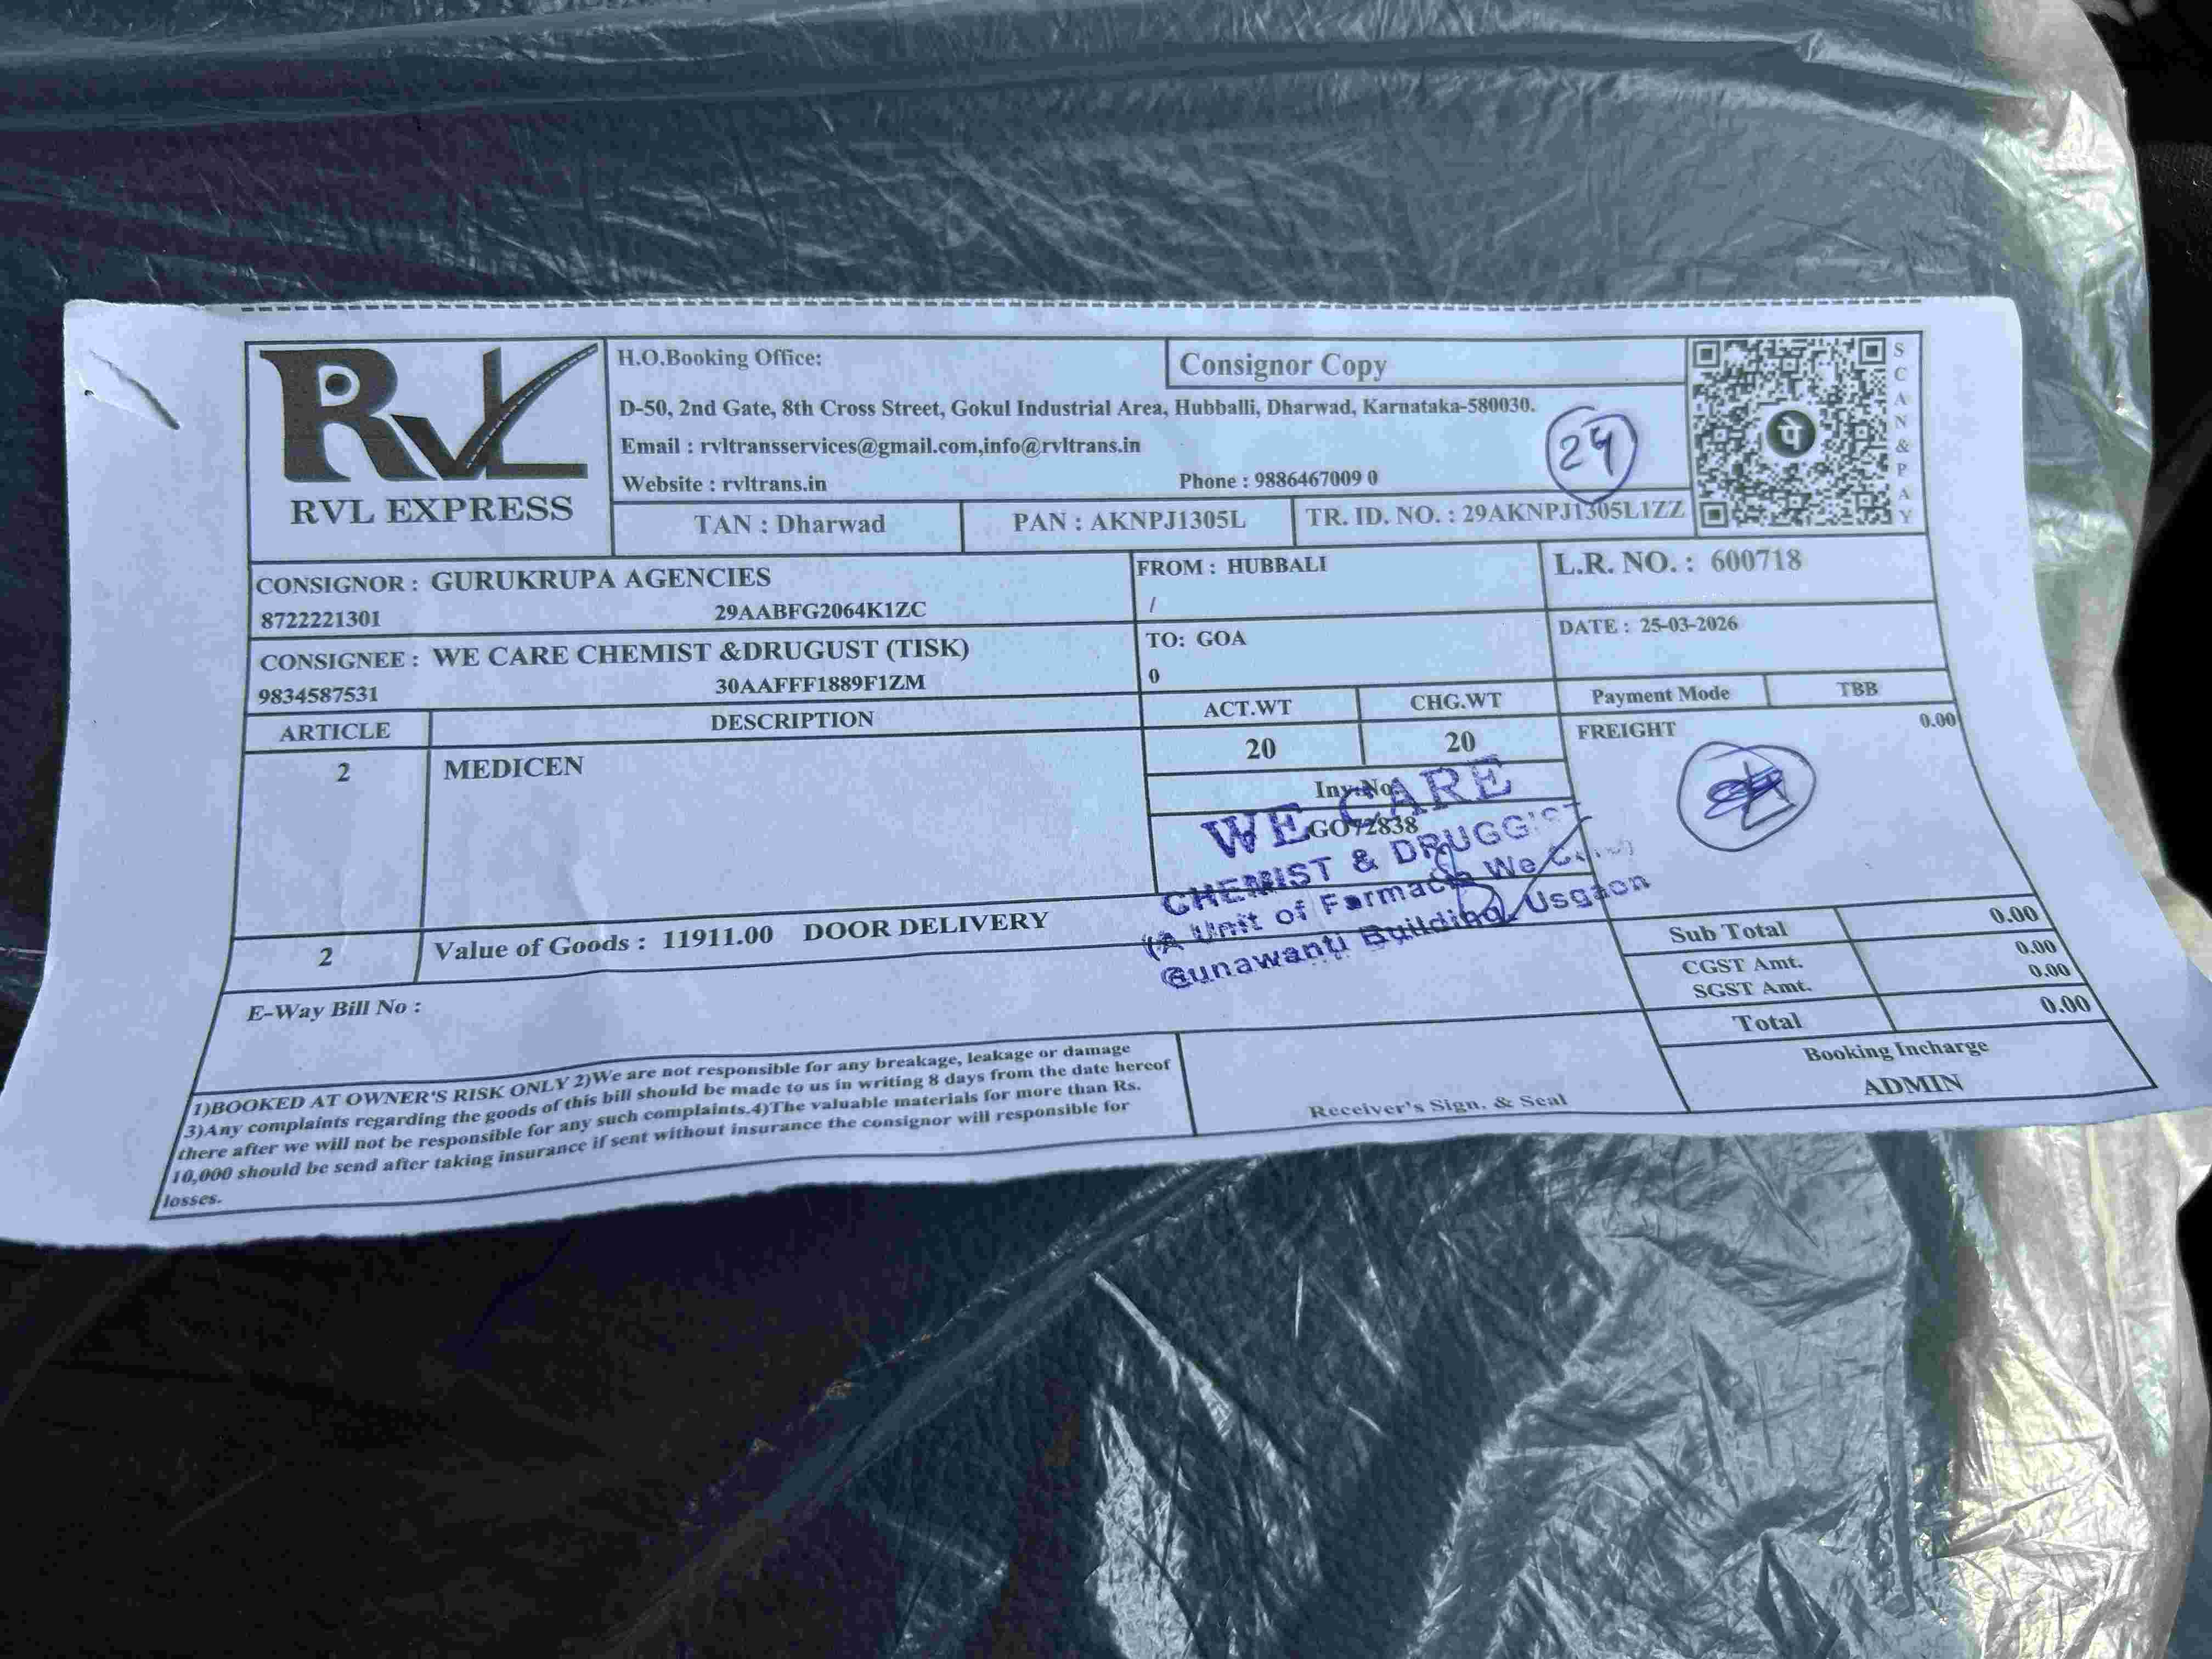 RVL
RVL EXPRESS
H.O.Booking Office:
Consignor Copy
D-50, 2nd Gate, 8th Cross Street, Gokul Industrial Area, Hubballi, Dharwad, Karnataka-580030.
Email : rvltransservices@gmail.com,info@rvltrans.in
Website : rvltrans.in Phone : 9886467009 0
24
TAN : Dharwad PAN : AKNPJ1305L TR. ID. NO. : 29AKNPJ1305L1ZZ
पे
SCAN & PAY
CONSIGNOR : GURUKRUPA AGENCIES
8722221301 29AABFG2064K1ZC
FROM : HUBBALI
/
L.R. NO. : 600718
CONSIGNEE : WE CARE CHEMIST &DRUGUST (TISK)
9834587531 30AAFFF1889F1ZM
TO: GOA
0
DATE : 25-03-2026
ARTICLE DESCRIPTION ACT.WT CHG.WT Payment Mode TBB
2 MEDICEN 20 20 FREIGHT 0.00
Inv.No.
GO72838
WE CARE
CHEMIST & DRUGGIST
(A Unit of Farmacia We
Gunawanti Building, Usgaon
2 Value of Goods : 11911.00 DOOR DELIVERY
Sub Total 0.00
CGST Amt. 0.00
SGST Amt. 0.00
Total 0.00
E-Way Bill No :
1)BOOKED AT OWNER'S RISK ONLY 2)We are not responsible for any breakage, leakage or damage
3)Any complaints regarding the goods of this bill should be made to us in writing 8 days from the date hereof
there after we will not be responsible for any such complaints.4)The valuable materials for more than Rs.
10,000 should be send after taking insurance if sent without insurance the consignor will responsible for
losses.
Receiver's Sign. & Seal
Booking Incharge
ADMIN